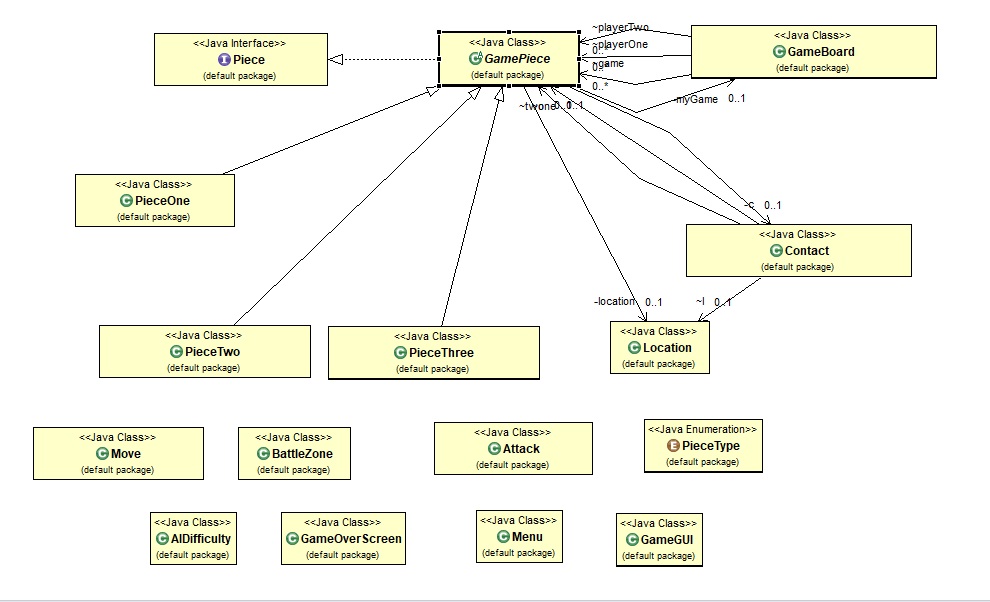 <<Java Interface>>
Piece
(default package)
<<Java Class>>
GamePiece
(default package)
~playerTwo
~playerOne
0..*
~game
0..*
0..*
<<Java Class>>
GameBoard
(default package)
-myGame 0..1
0..1
<<Java Class>>
PieceOne
(default package)
-c 0..1
<<Java Class>>
Contact
(default package)
-location 0..1
~l 0..1
<<Java Class>>
PieceTwo
(default package)
<<Java Class>>
PieceThree
(default package)
<<Java Class>>
Location
(default package)
<<Java Class>>
Move
(default package)
<<Java Class>>
BattleZone
(default package)
<<Java Class>>
Attack
(default package)
<<Java Enumeration>>
PieceType
(default package)
<<Java Class>>
AIDifficulty
(default package)
<<Java Class>>
GameOverScreen
(default package)
<<Java Class>>
Menu
(default package)
<<Java Class>>
GameGUI
(default package)